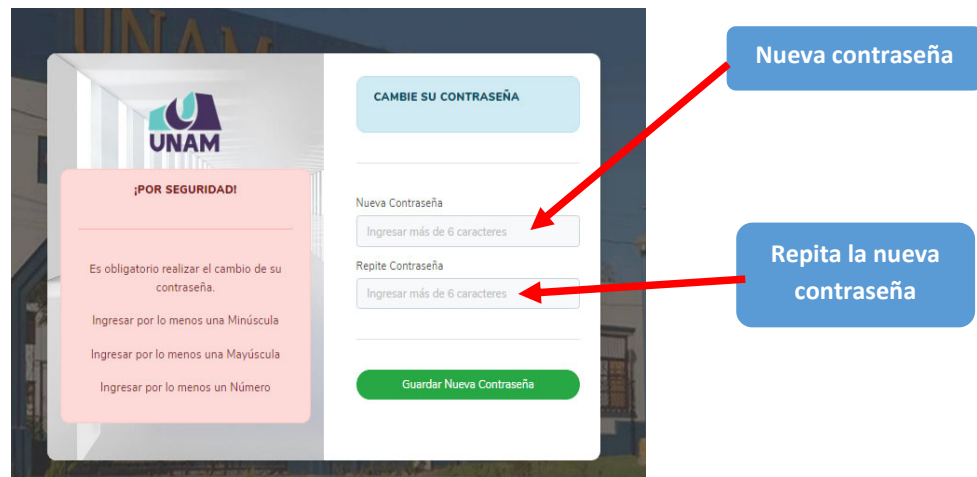 UNAM
UNAM
¡POR SEGURIDAD!
Es obligatorio realizar el cambio de su
contraseña.
Ingresar por lo menos una Minúscula
Ingresar por lo menos una Mayúscula
Ingresar por lo menos un Número
CAMBIE SU CONTRASEÑA
Nueva Contraseña
Ingresar más de 6 caracteres
Repite Contraseña
Ingresar más de 6 caracteres
Guardar Nueva Contraseña
Nueva contraseña
Repita la nueva
contraseña